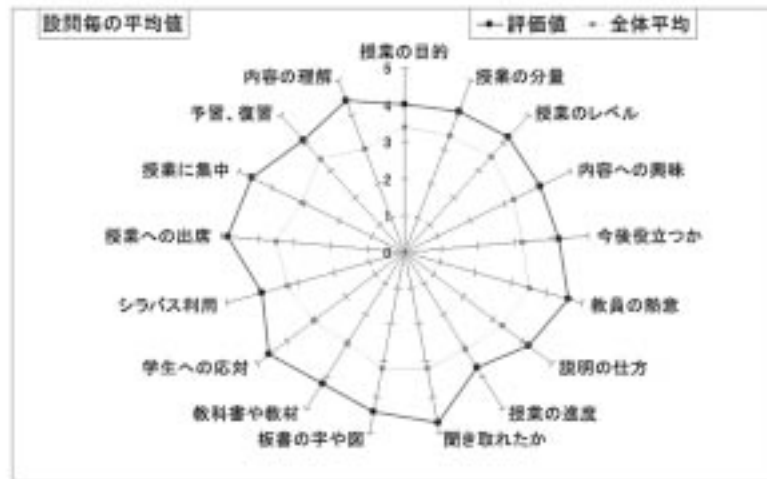 設問毎の平均値
評価値 全体平均
授業の目的
授業の分量
授業のレベル
内容への興味
今後役立つか
教員の熱意
説明の仕方
授業の進度
聞き取れたか
板書の字や図
教科書や教材
学生への応対
シラバス利用
授業への出席
授業に集中
予習、復習
内容の理解
5
4
3
2
1
0